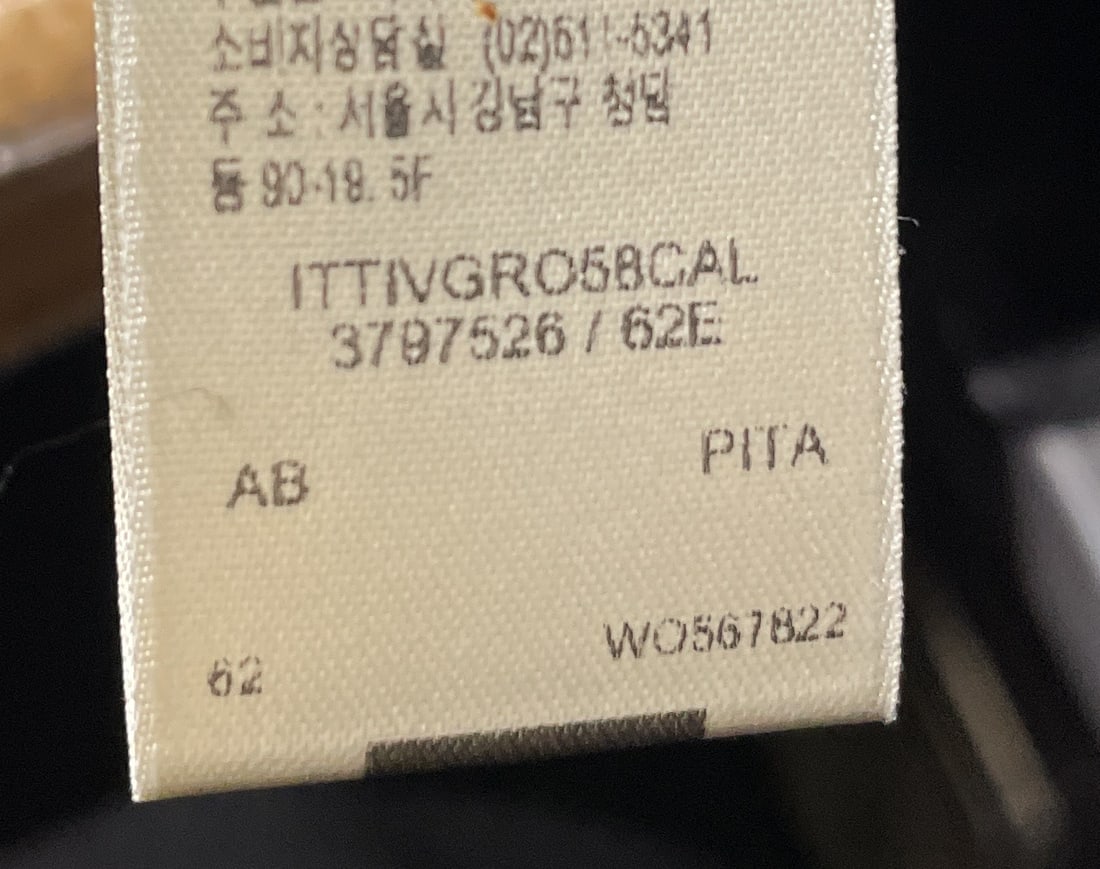 소비자상담실 (02)511-5341
주 소 : 서울시 강남구 청담
동 90-18. 5F
ITTIVGRO58CAL
3797526 / 62E
PITA
AB
WO567822
62